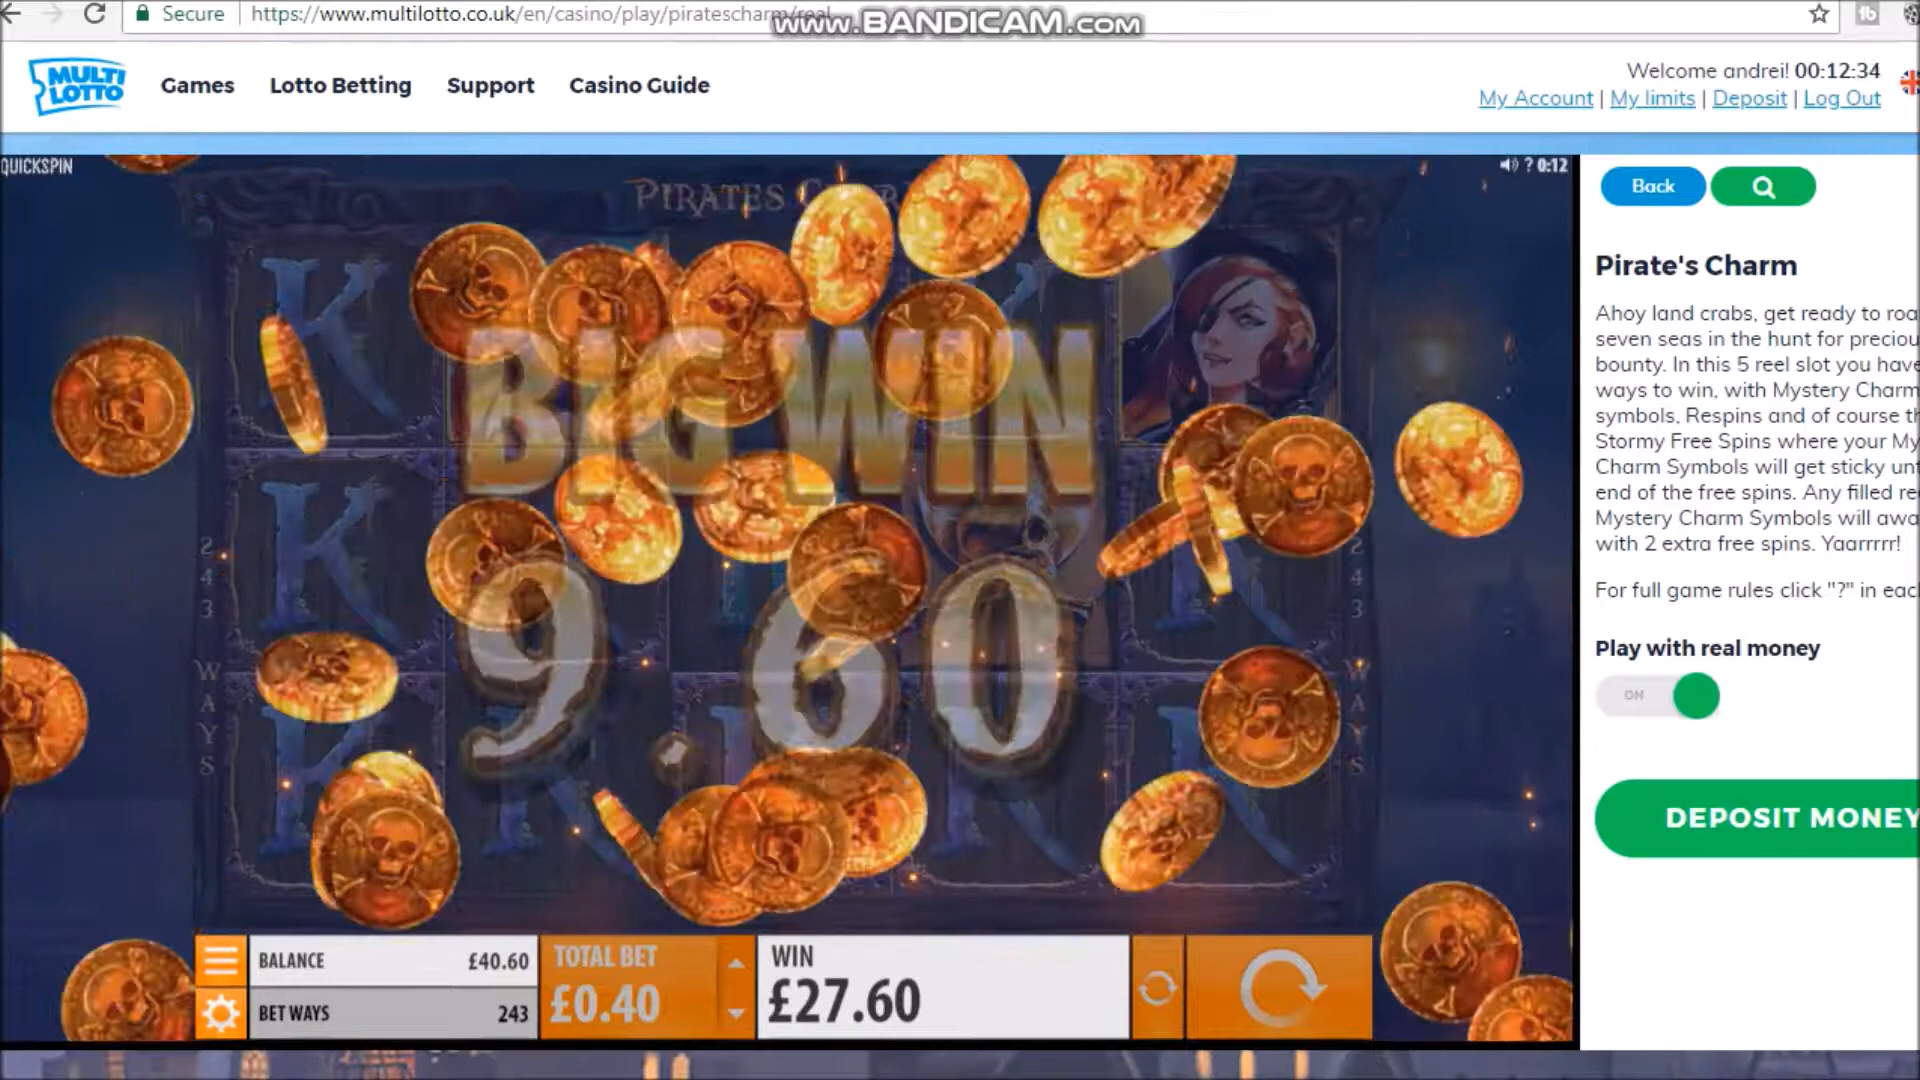 Secure
https://www.multilotto.co.uk/en/casino/play/piratescharm/real
www.BANDICAM.com
MULTI
LOTTO
Games
Lotto Betting
Support
Casino Guide
Welcome andrei! 00:12:34
My Account | My limits | Deposit | Log Out
QUICKSPIN
? 0:12
PIRATES
K
K
BIG WIN
K
243
WAYS
9.60
K
243
WAYS
K
BALANCE £40.60
BET WAYS 243
TOTAL BET
£0.40
WIN
£27.60
Back
Pirate's Charm
Ahoy land crabs, get ready to roa
seven seas in the hunt for preciou
bounty. In this 5 reel slot you have
ways to win, with Mystery Charm
symbols, Respins and of course th
Stormy Free Spins where your My
Charm Symbols will get sticky unt
end of the free spins. Any filled re
Mystery Charm Symbols will awa
with 2 extra free spins. Yaarrrrr!
For full game rules click "?" in eac
Play with real money
ON
DEPOSIT MONEY